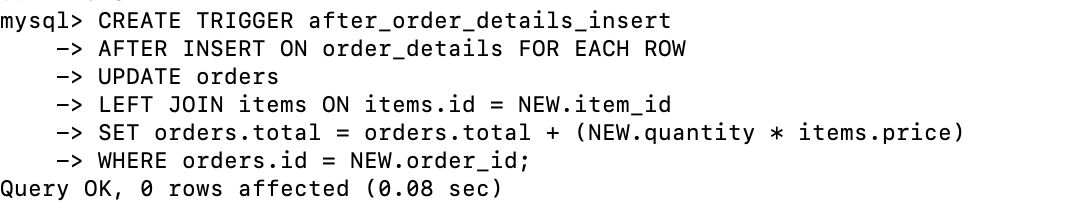 mysql> CREATE TRIGGER after_order_details_insert
    -> AFTER INSERT ON order_details FOR EACH ROW
    -> UPDATE orders
    -> LEFT JOIN items ON items.id = NEW.item_id
    -> SET orders.total = orders.total + (NEW.quantity * items.price)
    -> WHERE orders.id = NEW.order_id;
Query OK, 0 rows affected (0.08 sec)